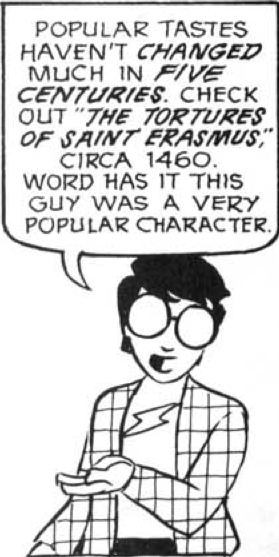 POPULAR TASTES
HAVEN'T CHANGED
MUCH IN FIVE
CENTURIES. CHECK
OUT "THE TORTURES
OF SAINT ERASMUS,"
CIRCA 1460.
WORD HAS IT THIS
GUY WAS A VERY
POPULAR CHARACTER.